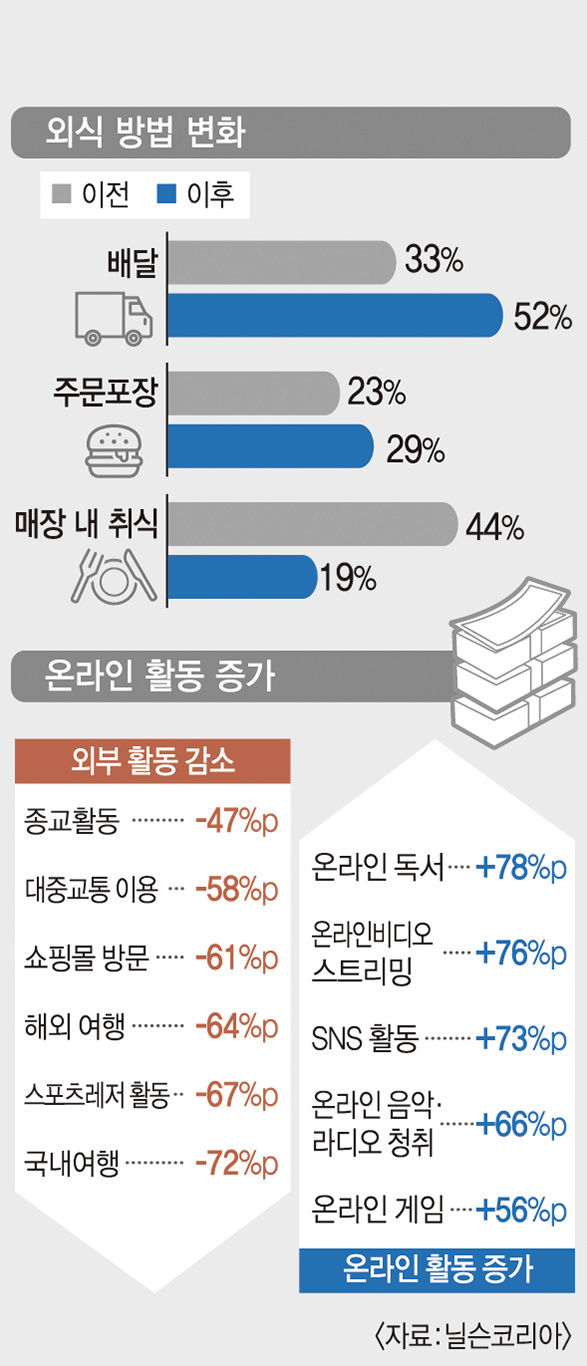 외식 방법 변화
이전 이후
배달 33%
52%
주문포장 23%
29%
매장 내 취식 44%
19%
온라인 활동 증가
외부 활동 감소
종교활동 ········· -47%p
대중교통 이용 ··· -58%p
쇼핑몰 방문 ····· -61%p
해외 여행 ········· -64%p
스포츠레저 활동·· -67%p
국내여행 ·········· -72%p
온라인 독서···· +78%p
온라인비디오
스트리밍 ····· +76%p
SNS 활동 ········ +73%p
온라인 음악·
라디오 청취 ······ +66%p
온라인 게임 ···· +56%p
온라인 활동 증가
〈자료:닐슨코리아〉